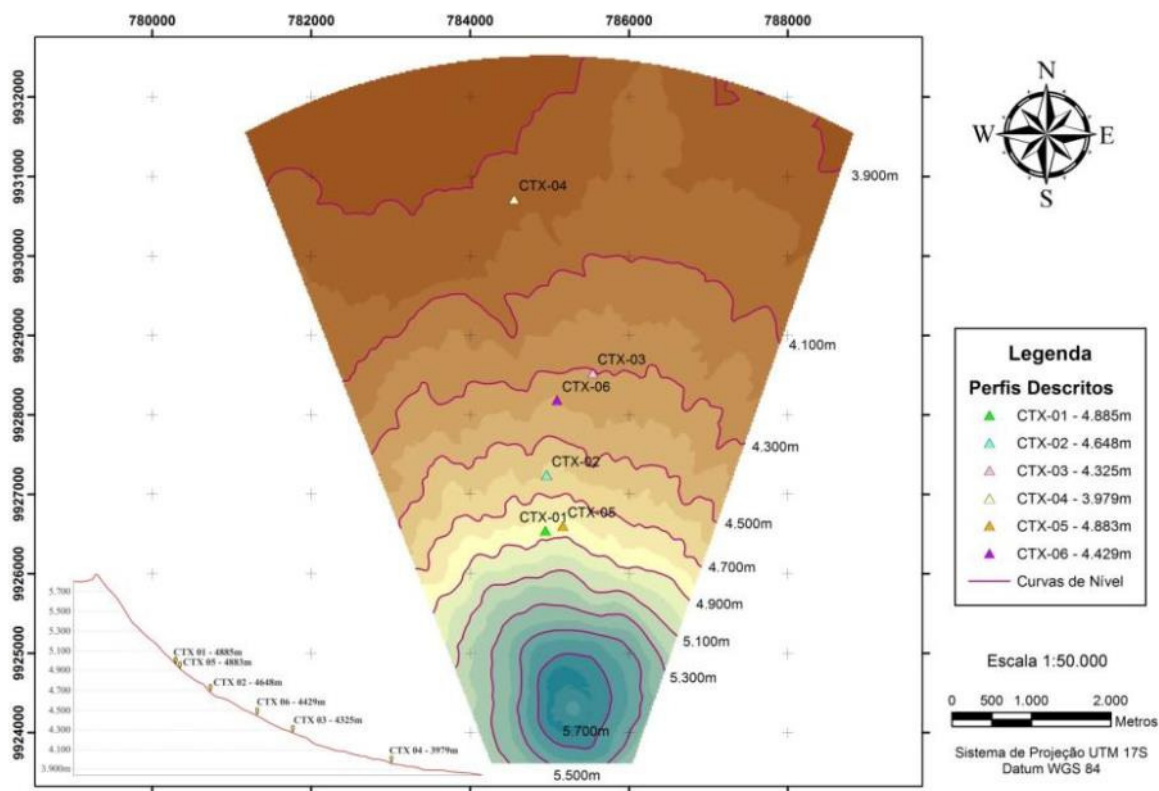 780000 782000 784000 786000 788000
9932000
9931000
9930000
9929000
9928000
9927000
9926000
9925000
9924000
CTX-04
CTX-03
CTX-06
CTX-02
CTX-01
CTX-05
3.900m
4.100m
4.300m
4.500m
4.700m
4.900m
5.100m
5.300m
5.700m
5.500m
5.700
5.500
5.300
5.100
4.900
4.700
4.500
4.300
4.100
3.900m
CTX 01 - 4885m
CTX 05 - 4883m
CTX 02 - 4648m
CTX 06 - 4429m
CTX 03 - 4325m
CTX 04 - 3979m
N
W E
S
Legenda
Perfis Descritos
CTX-01 - 4.885m
CTX-02 - 4.648m
CTX-03 - 4.325m
CTX-04 - 3.979m
CTX-05 - 4.883m
CTX-06 - 4.429m
Curvas de Nível
Escala 1:50.000
0 500 1.000 2.000
Metros
Sistema de Projeção UTM 17S
Datum WGS 84
780000 782000 784000 786000 788000